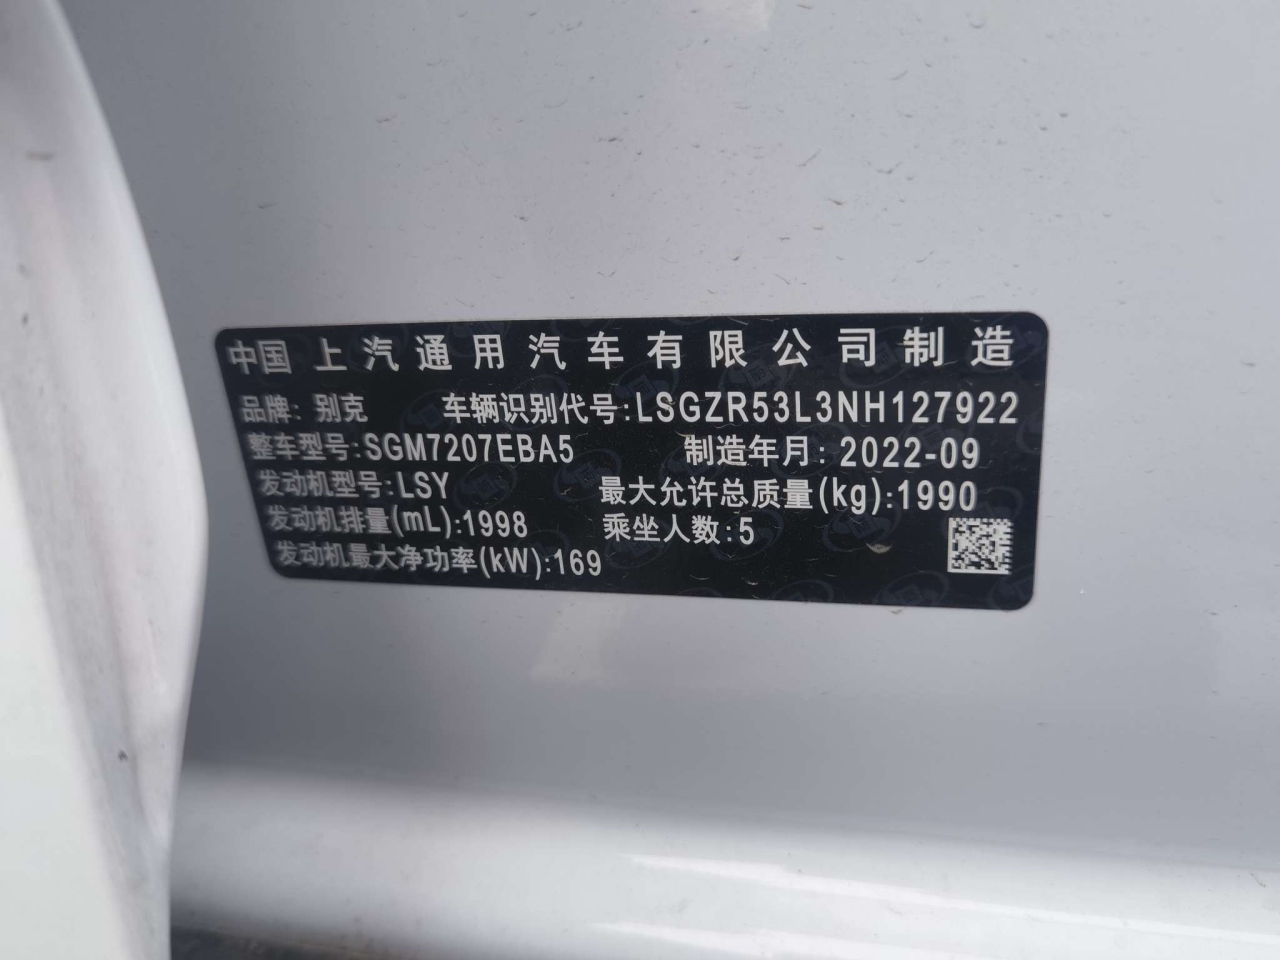 中国上汽通用汽车有限公司制造
品牌: 别克 车辆识别代号:LSGZR53L3NH127922
整车型号:SGM7207EBA5 制造年月: 2022-09
发动机型号:LSY 最大允许总质量(kg):1990
发动机排量(mL):1998 乘坐人数:5
发动机最大净功率(kW):169